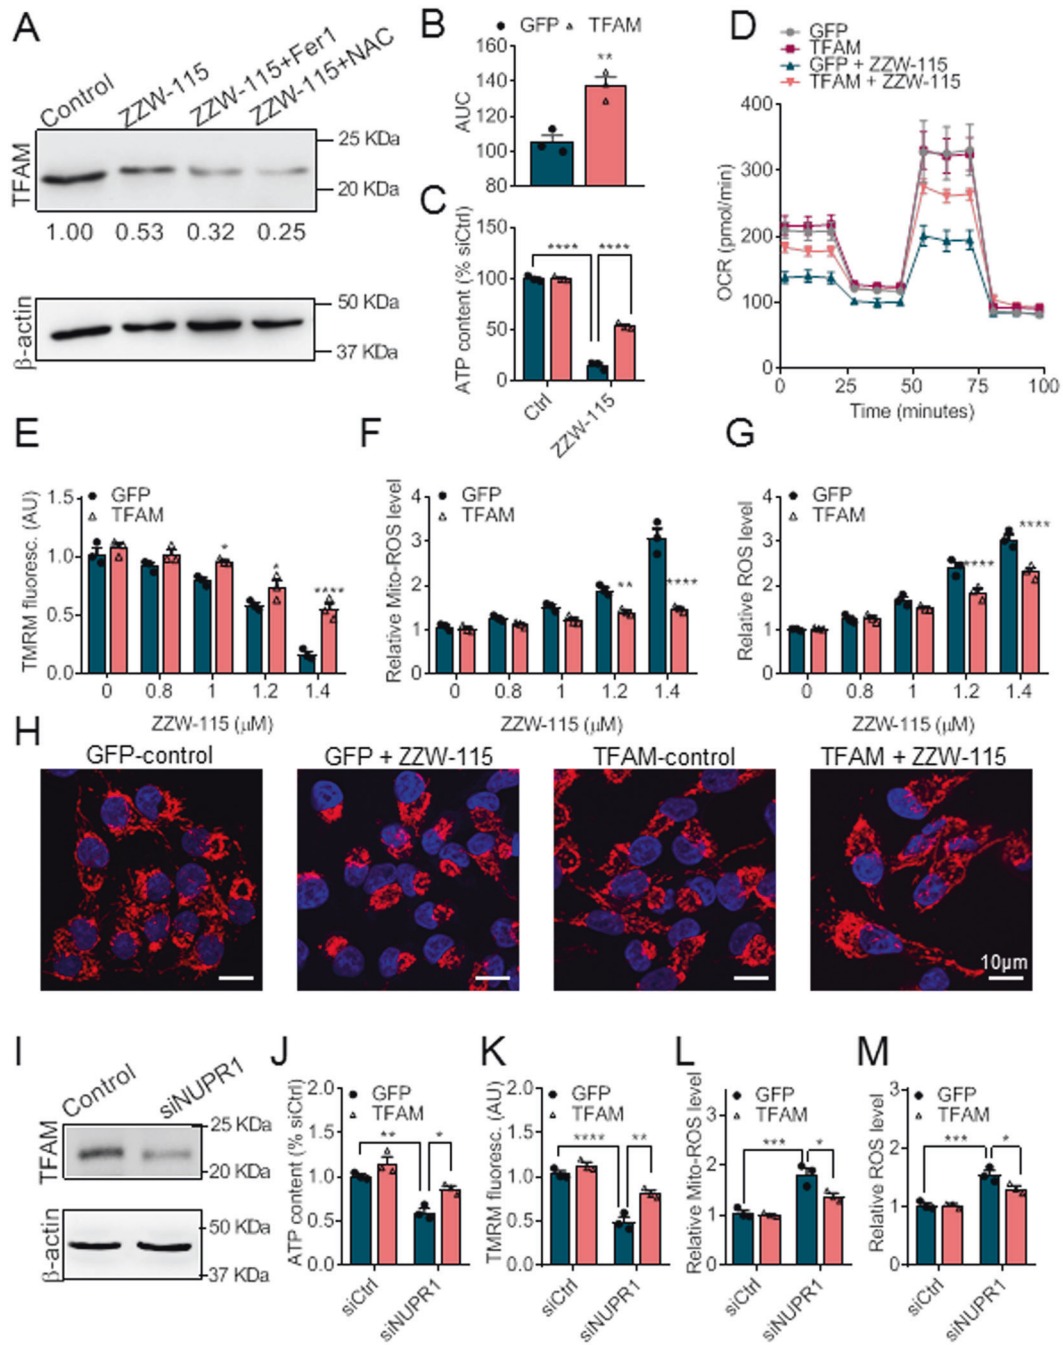 A
Control
ZZW-115
ZZW-115+Fer1
ZZW-115+NAC
TFAM
25 KDa
20 KDa
1.00 0.53 0.32 0.25
β-actin
50 KDa
37 KDa
B
GFP TFAM
AUC
160
140
120
100
80
**
C
ATP content (% siCtrl)
150
100
50
0
**** ****
Ctrl
ZZW-115
D
GFP
TFAM
GFP + ZZW-115
TFAM + ZZW-115
OCR (pmol/min)
400
300
200
100
0
0 25 50 75 100
Time (minutes)
E
TMRM fluoresc. (AU)
1.5
1.0
0.5
0.0
GFP
TFAM
* * ****
0 0.8 1 1.2 1.4
ZZW-115 (μM)
F
Relative Mito-ROS level
4
3
2
1
0
GFP
TFAM
** ****
0 0.8 1 1.2 1.4
ZZW-115 (μM)
G
Relative ROS level
4
3
2
1
0
GFP
TFAM
**** ****
0 0.8 1 1.2 1.4
ZZW-115 (μM)
H
GFP-control
GFP + ZZW-115
TFAM-control
TFAM + ZZW-115
10μm
I
Control
siNUPR1
TFAM
25 KDa
20 KDa
β-actin
50 KDa
37 KDa
J
ATP content (% siCtrl)
2.0
1.5
1.0
0.5
0.0
GFP
TFAM
** *
siCtrl
siNUPR1
K
TMRM fluoresc. (AU)
2.0
1.5
1.0
0.5
0.0
GFP
TFAM
**** **
siCtrl
siNUPR1
L
Relative Mito-ROS level
3
2
1
0
GFP
TFAM
*** *
siCtrl
siNUPR1
M
Relative ROS level
3
2
1
0
GFP
TFAM
*** *
siCtrl
siNUPR1